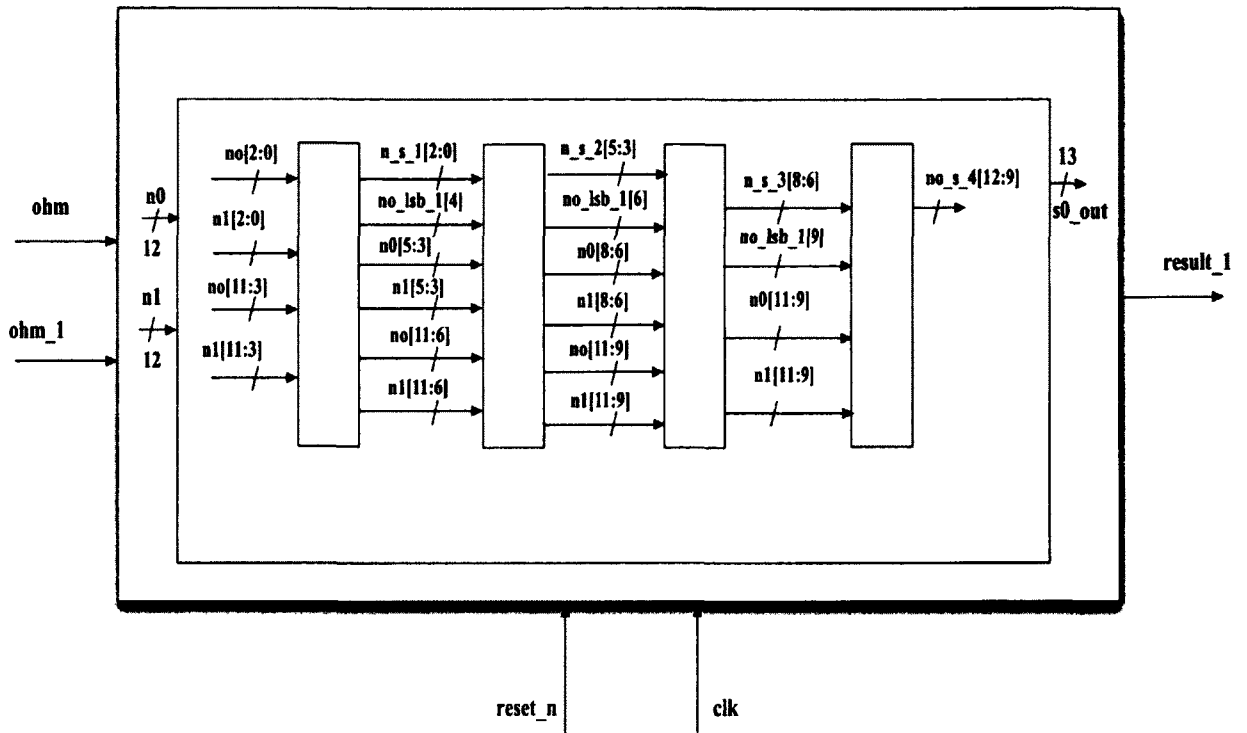 ohm
ohm_1
n0
12
n1
12
no[2:0]
n1[2:0]
no[11:3]
n1[11:3]
n_s_1[2:0]
no_lsb_1[4]
n0[5:3]
n1[5:3]
no[11:6]
n1[11:6]
n_s_2[5:3]
no_lsb_1[6]
n0[8:6]
n1[8:6]
no[11:9]
n1[11:9]
n_s_3[8:6]
no_lsb_1[9]
n0[11:9]
n1[11:9]
no_s_4[12:9]
13
s0_out
result_1
reset_n
clk